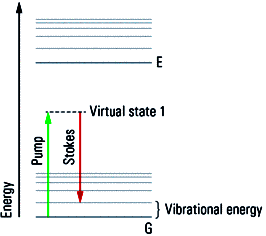 E
Virtual state 1
Pump
Stokes
Energy
Vibrational energy
G